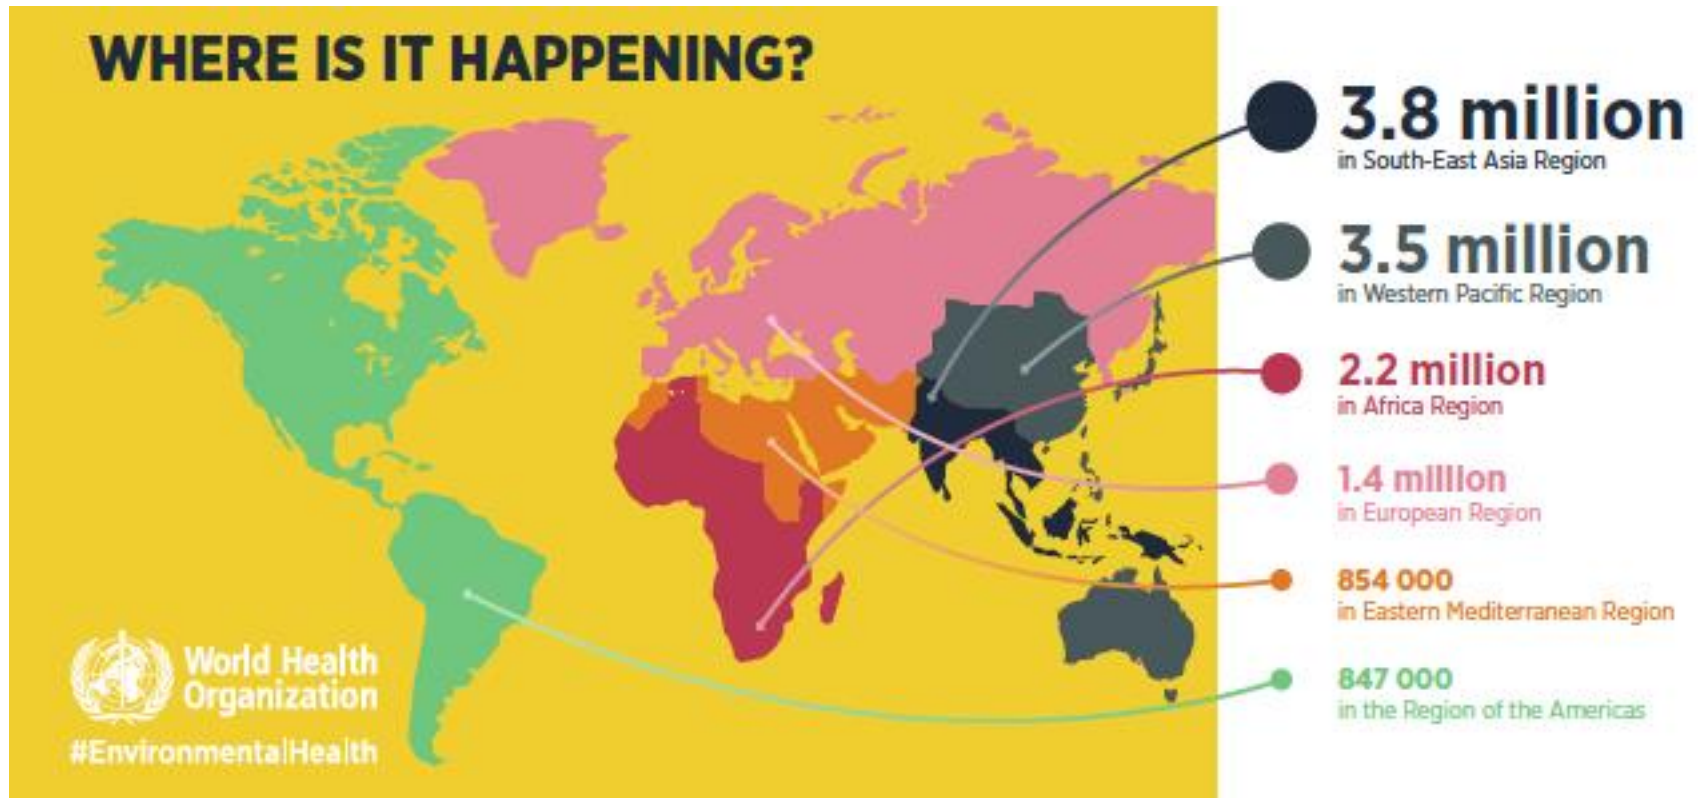 WHERE IS IT HAPPENING?
3.8 million
in South-East Asia Region
3.5 million
in Western Pacific Region
2.2 million
in Africa Region
1.4 million
in European Region
854 000
in Eastern Mediterranean Region
847 000
in the Region of the Americas
World Health
Organization
#EnvironmentalHealth